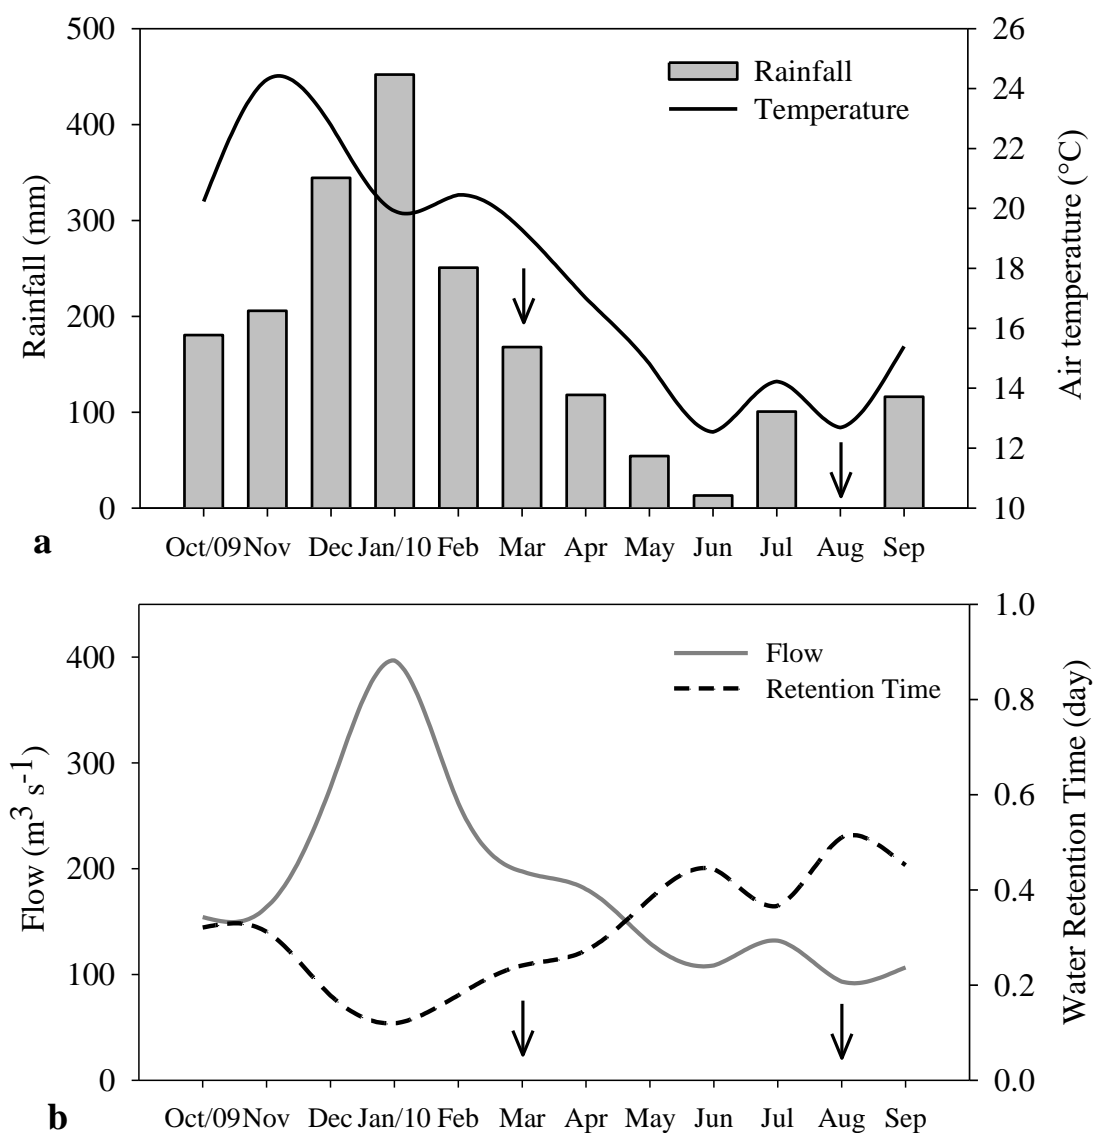 500
400
300
200
100
0
Rainfall (mm)
26
24
22
20
18
16
14
12
10
Air temperature (°C)
Rainfall
Temperature
Oct/09 Nov Dec Jan/10 Feb Mar Apr May Jun Jul Aug Sep
a
400
300
200
100
0
Flow (m³ s⁻¹)
1.0
0.8
0.6
0.4
0.2
0.0
Water Retention Time (day)
Flow
Retention Time
Oct/09 Nov Dec Jan/10 Feb Mar Apr May Jun Jul Aug Sep
b